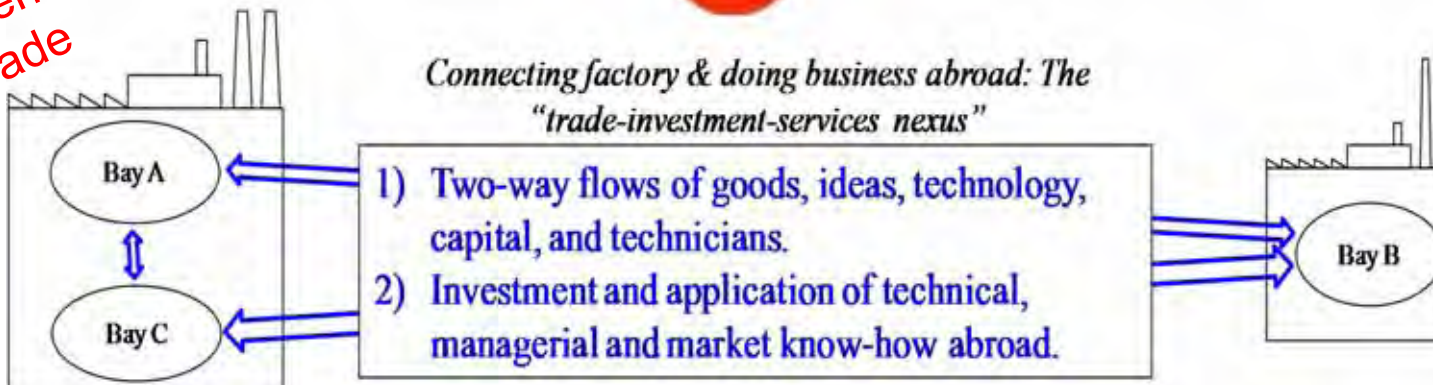 ade
Connecting factory & doing business abroad: The
“trade-investment-services nexus”
Bay A
1) Two-way flows of goods, ideas, technology,
capital, and technicians.
2) Investment and application of technical,
managerial and market know-how abroad.
Bay B
Bay C